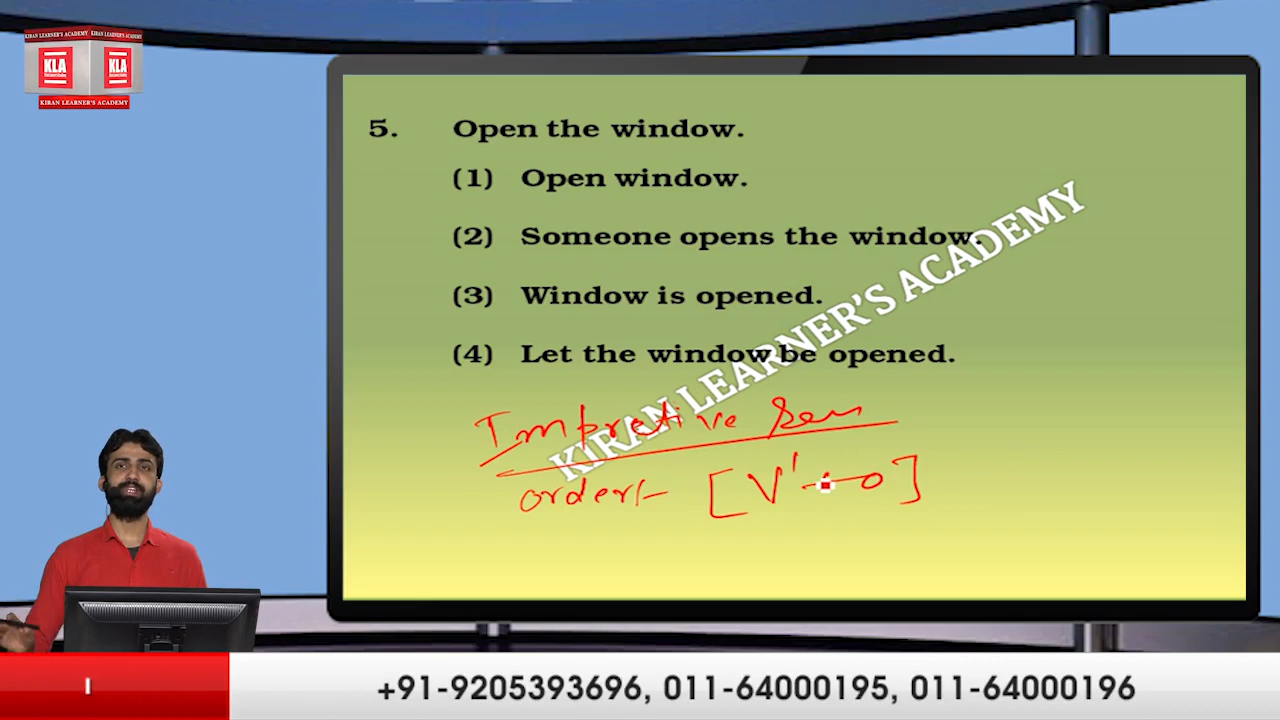 KIRAN LEARNER'S ACADEMY KIRAN LEARNER'S ACADEMY
KLA KLA
KIRAN LEARNER'S ACADEMY
5. Open the window.
(1) Open window.
(2) Someone opens the window.
(3) Window is opened.
(4) Let the window be opened.
KIRAN LEARNER'S ACADEMY
Impretive Sen
order:- [V¹ + o]
+91-9205393696, 011-64000195, 011-64000196